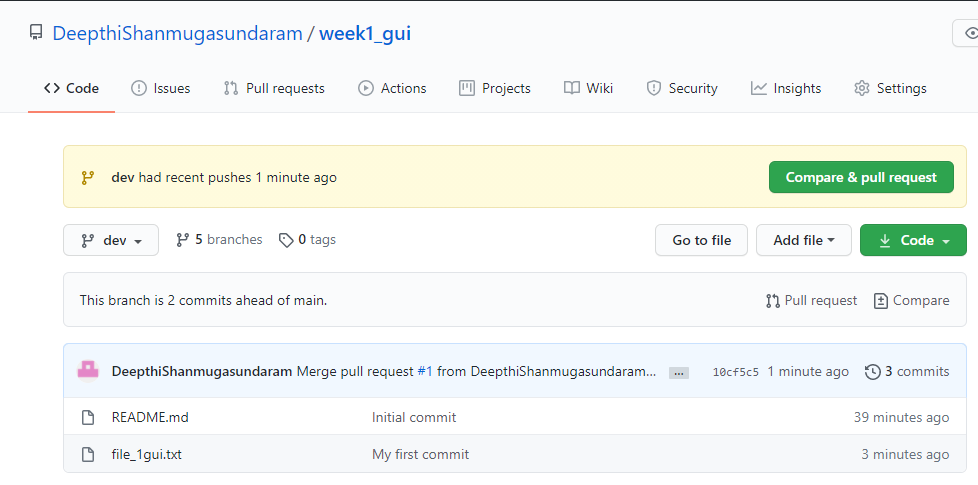 DeepthiShanmugasundaram / week1_gui
Code Issues Pull requests Actions Projects Wiki Security Insights Settings
dev had recent pushes 1 minute ago Compare & pull request
dev 5 branches 0 tags Go to file Add file Code
This branch is 2 commits ahead of main. Pull request Compare
DeepthiShanmugasundaram Merge pull request #1 from DeepthiShanmugasundaram... ... 10cf5c5 1 minute ago 3 commits
README.md Initial commit 39 minutes ago
file_1gui.txt My first commit 3 minutes ago